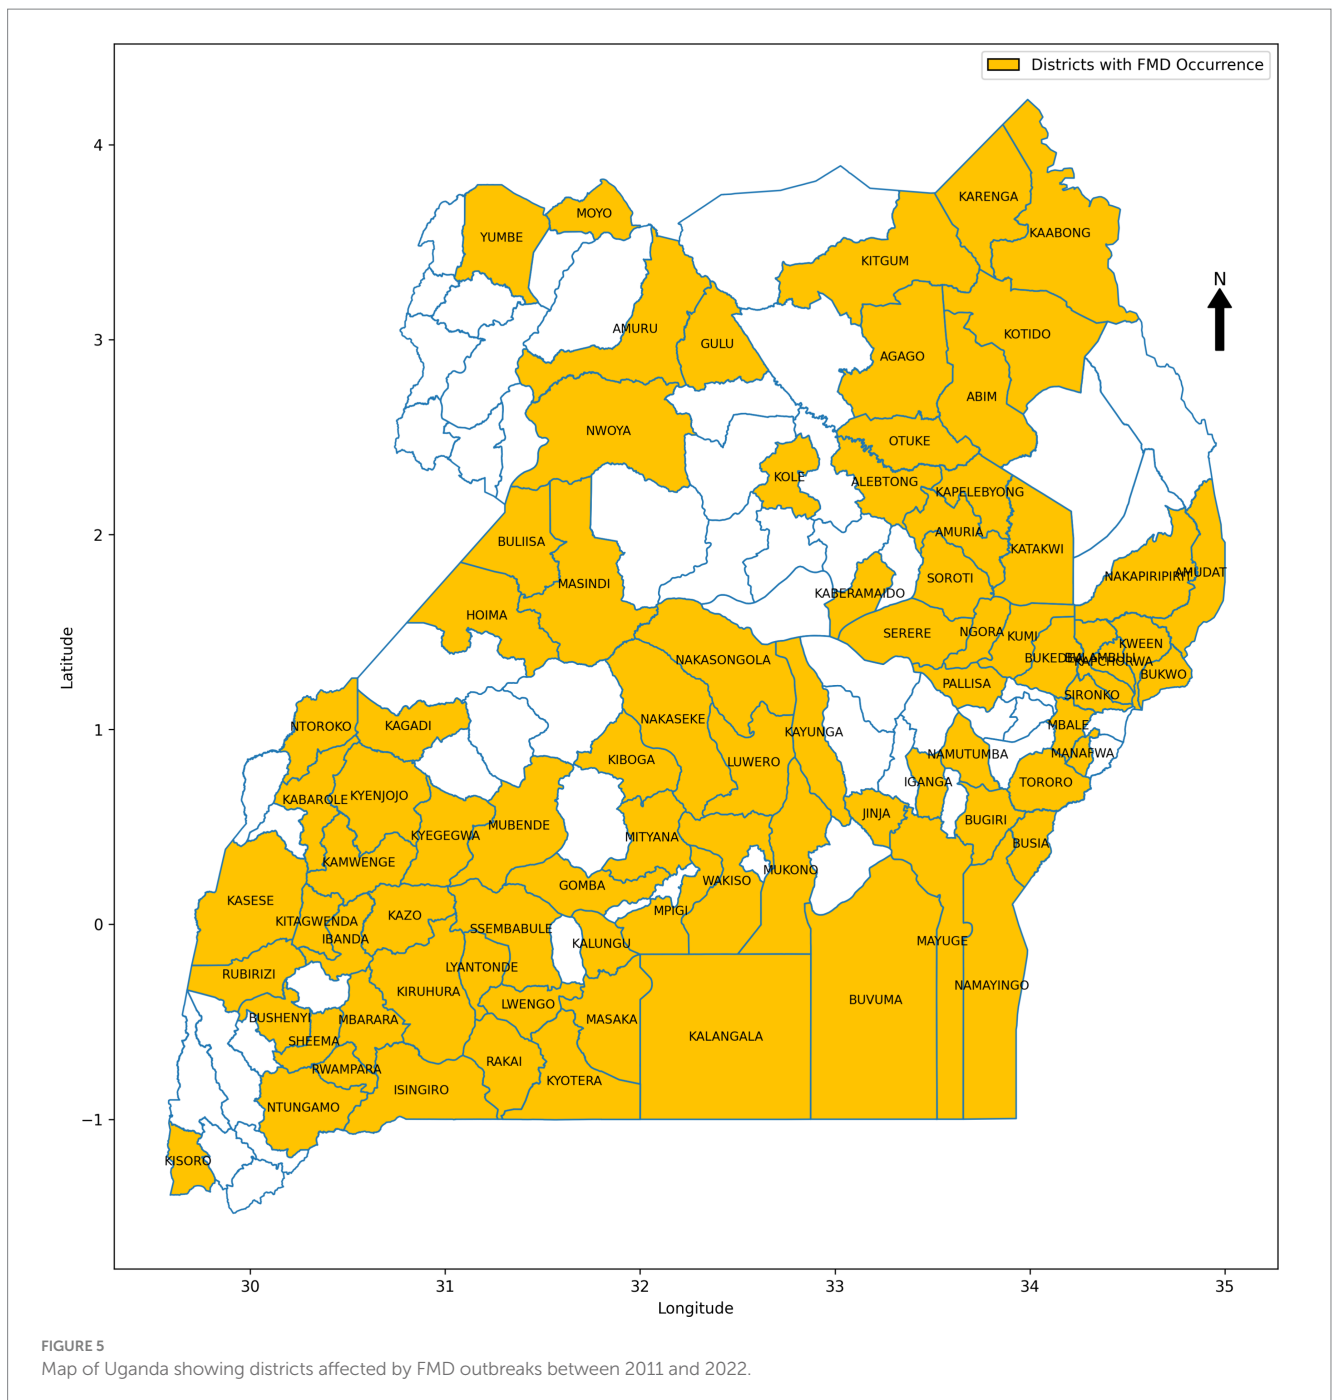 Districts with FMD Occurrence
4
KARENGA
MOYO
KAABONG
YUMBE
KITGUM
N
AMURU
KOTIDO
3
GULU
AGAGO
ABIM
NWOYA
OTUKE
KOLE
ALEBTONG
KAPELEBYONG
2
AMURIA
BULIISA
KATAKWI
MASINDI
SOROTI
NAKAPIRIPIRIT
AMUDAT
KABERAMAIDO
HOIMA
SERERE
NGORA
KUMI
KWEEN
Latitude
NAKASONGOLA
BUKEDEA
BULAMBULI
KAPCHORWA
BUKWO
PALLISA
SIRONKO
NTOROKO
KAGADI
NAKASEKE
MBALE
1
KAYUNGA
KIBOGA
LUWERO
NAMUTUMBA
MANAFWA
KABAROLE
KYENJOJO
IGANGA
TORORO
JINJA
BUGIRI
KYEGEGWA
MUBENDE
MITYANA
BUSIA
KAMWENGE
MUKONO
GOMBA
WAKISO
KASESE
KITAGWENDA
KAZO
MPIGI
0
SSEMBABULE
IBANDA
KALUNGU
MAYUGE
RUBIRIZI
LYANTONDE
KIRUHURA
NAMAYINGO
LWENGO
BUVUMA
BUSHENYI
MBARARA
MASAKA
SHEEMA
KALANGALA
RWAMPARA
RAKAI
KYOTERA
ISINGIRO
NTUNGAMO
−1
KISORO
30
31
32
33
34
35
Longitude
FIGURE 5
Map of Uganda showing districts affected by FMD outbreaks between 2011 and 2022.